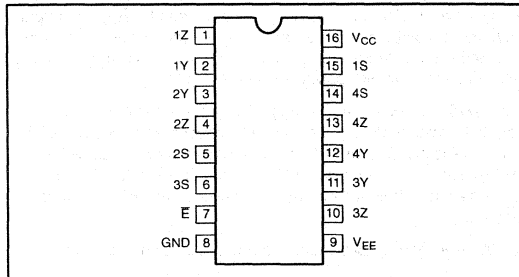 1Z 1 16 VCC
1Y 2 15 1S
2Y 3 14 4S
2Z 4 13 4Z
2S 5 12 4Y
3S 6 11 3Y
E̅ 7 10 3Z
GND 8 9 VEE